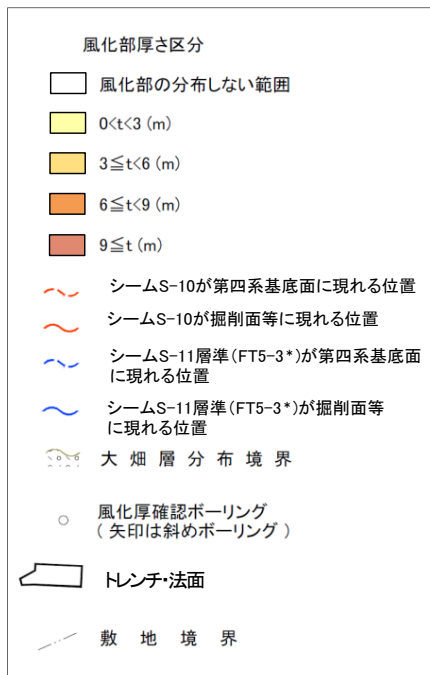 風化部厚さ区分
風化部の分布しない範囲
0<t<3 (m)
3≦t<6 (m)
6≦t<9 (m)
9≦t (m)
シームS-10が第四系基底面に現れる位置
シームS-10が掘削面等に現れる位置
シームS-11層準(FT5-3*)が第四系基底面
に現れる位置
シームS-11層準(FT5-3*)が掘削面等
に現れる位置
大畑層分布境界
風化厚確認ボーリング
( 矢印は斜めボーリング )
トレンチ・法面
敷地境界